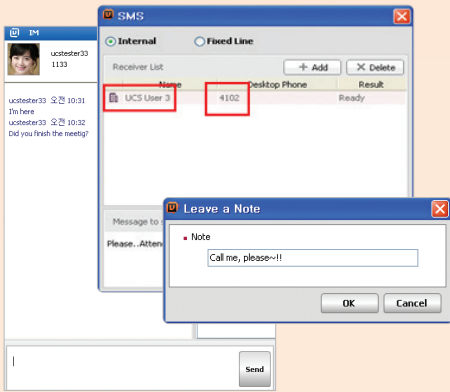 IM
ucstester33
1133
ucstester33 오전 10:31
I'm here
ucstester33 오전 10:32
Did you finish the meetig?
Send
SMS
Internal Fixed Line
Receiver List Add Delete
Name Desktop Phone Result
UCS User 3 4102 Ready
Message to
Please..Atten
Leave a Note
Note
Call me, please~!!
OK Cancel